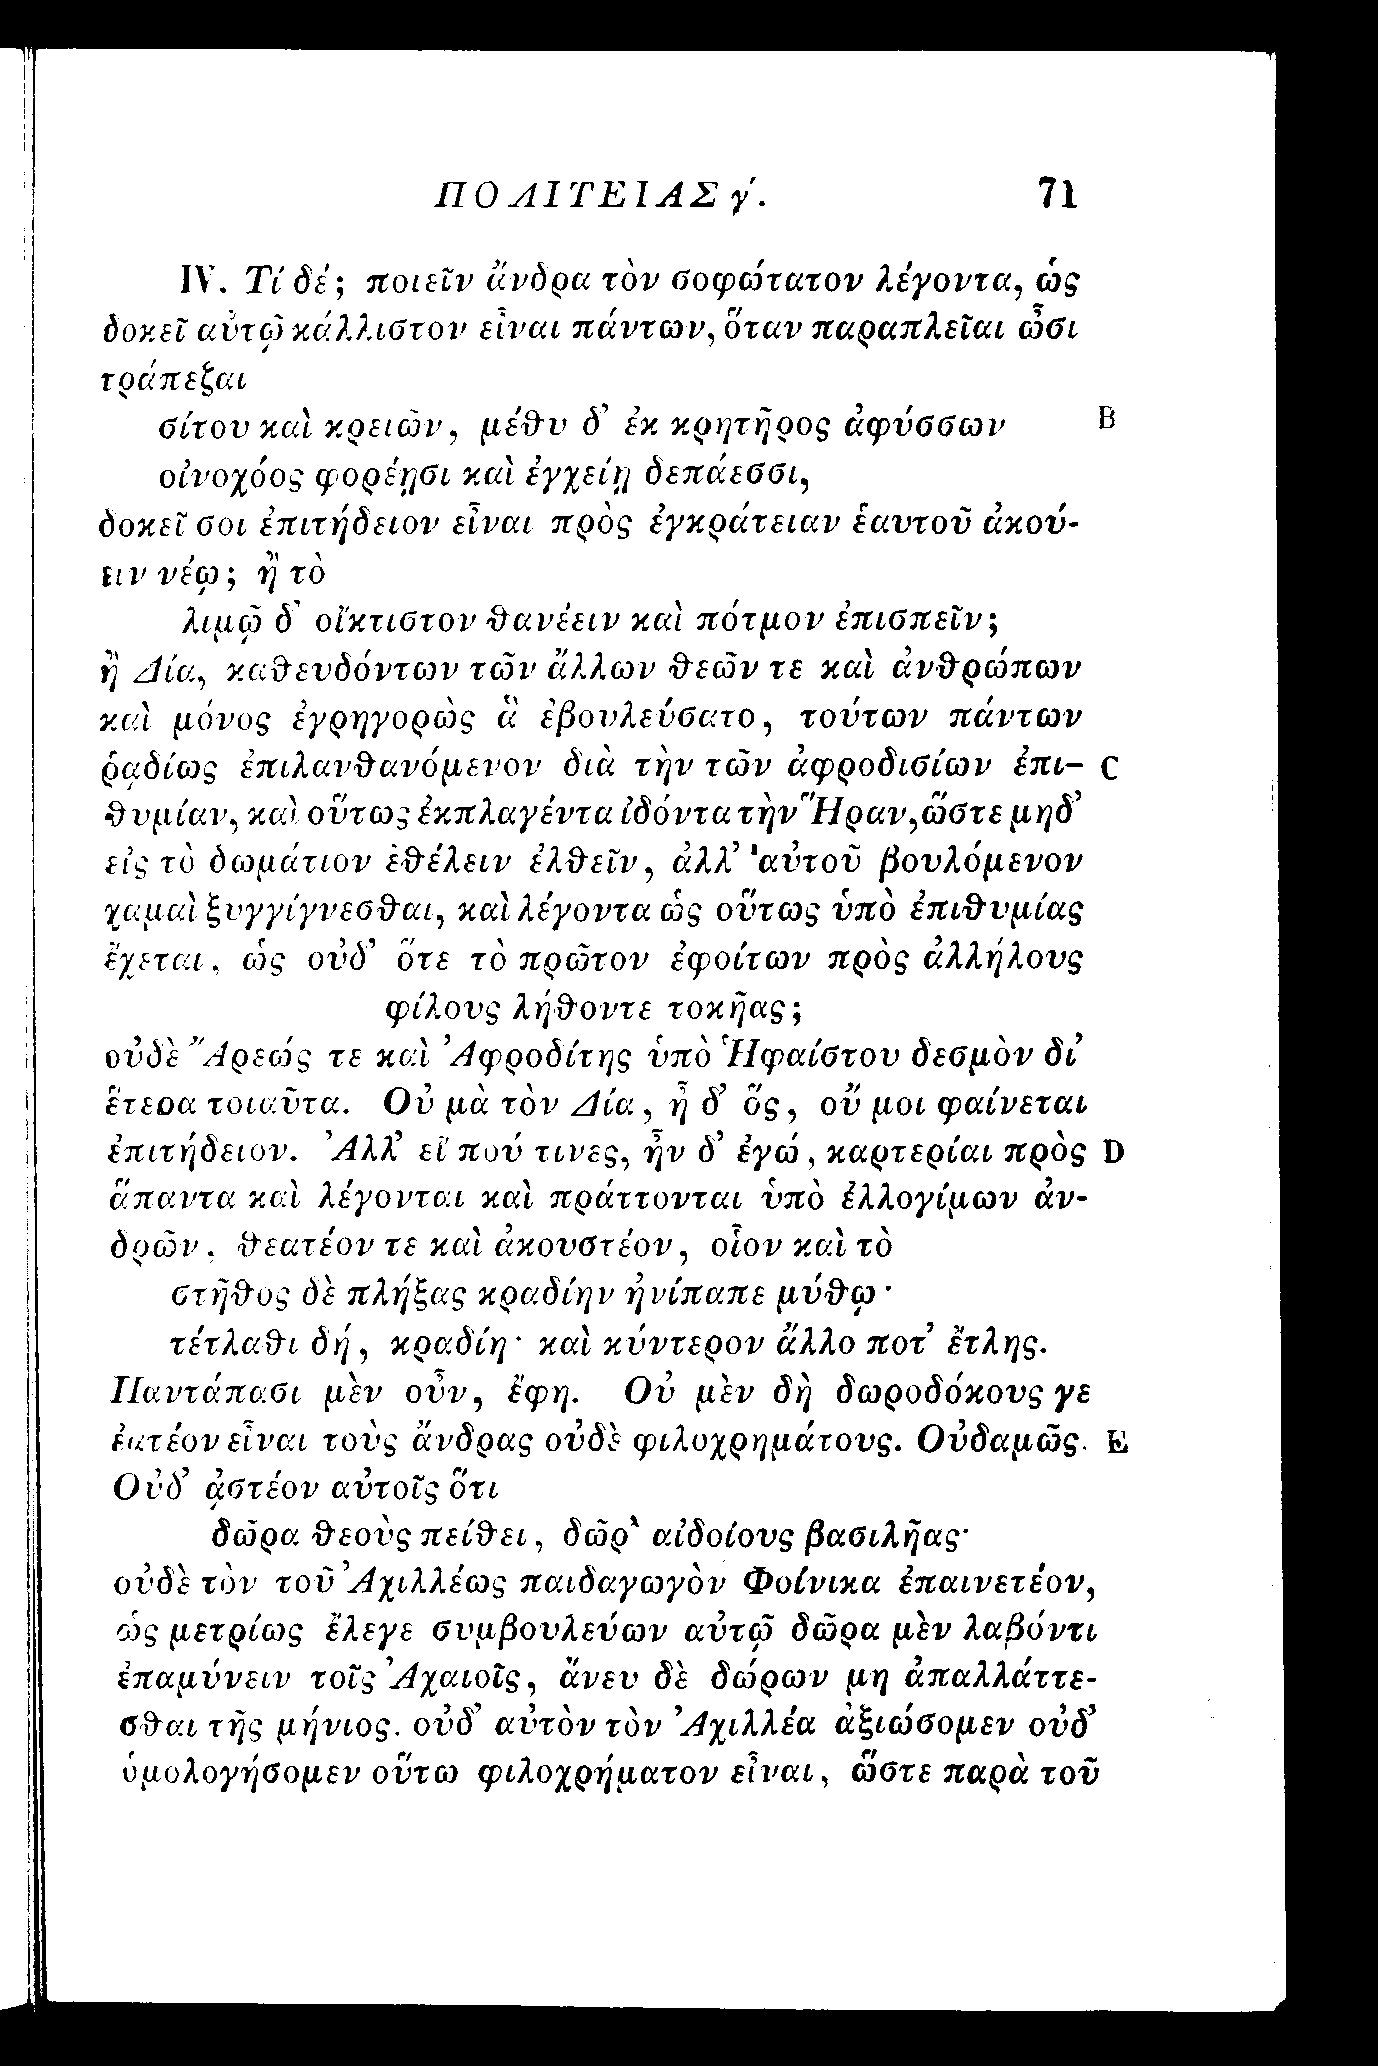 ΠΟΛΙΤΕΙΑΣ γ΄. 71
IV. Τί δέ; ποιεῖν ἄνδρα τὸν σοφώτατον λέγοντα, ὡς
δοκεῖ αὐτῷ κάλλιστον εἶναι πάντων, ὅταν παραπλεῖαι ὦσι
τράπεζαι
σίτου καὶ κρειῶν, μέθυ δ’ ἐκ κρητῆρος ἀφύσσων B
οἰνοχόος φορέῃσι καὶ ἐγχείῃ δεπάεσσι,
δοκεῖ σοι ἐπιτήδειον εἶναι πρὸς ἐγκράτειαν ἑαυτοῦ ἀκού-
ειν νέῳ; ἢ τὸ
λιμῷ δ’ οἴκτιστον θανέειν καὶ πότμον ἐπισπεῖν;
ἢ Δία, καθευδόντων τῶν ἄλλων θεῶν τε καὶ ἀνθρώπων
καὶ μόνος ἐγρηγορὼς ἃ ἐβουλεύσατο, τούτων πάντων
ῥᾳδίως ἐπιλανθανόμενον διὰ τὴν τῶν ἀφροδισίων ἐπι- C
θυμίαν, καὶ οὕτως ἐκπλαγέντα ἰδόντα τὴν Ἥραν, ὥστε μηδ’
εἰς τὸ δωμάτιον ἐθέλειν ἐλθεῖν, ἀλλ’ 'αὐτοῦ βουλόμενον
χαμαὶ ξυγγίγνεσθαι, καὶ λέγοντα ὡς οὕτως ὑπὸ ἐπιθυμίας
ἔχεται, ὡς οὐδ’ ὅτε τὸ πρῶτον ἐφοίτων πρὸς ἀλλήλους
φίλους λήθοντε τοκῆας;
οὐδὲ Ἄρεώς τε καὶ Ἀφροδίτης ὑπὸ Ἡφαίστου δεσμὸν δι’
ἕτερα τοιαῦτα. Οὐ μὰ τὸν Δία, ἦ δ’ ὅς, οὔ μοι φαίνεται
ἐπιτήδειον. Ἀλλ’ εἴ πού τινες, ἦν δ’ ἐγώ, καρτερίαι πρὸς D
ἅπαντα καὶ λέγονται καὶ πράττονται ὑπὸ ἐλλογίμων ἀν-
δρῶν, θεατέον τε καὶ ἀκουστέον, οἷον καὶ τὸ
στῆθος δὲ πλήξας κραδίην ἠνίπαπε μύθῳ·
τέτλαθι δή, κραδίη· καὶ κύντερον ἄλλο ποτ’ ἔτλης.
Παντάπασι μὲν οὖν, ἔφη. Οὐ μὲν δὴ δωροδόκους γε
ἐατέον εἶναι τοὺς ἄνδρας οὐδὲ φιλοχρημάτους. Οὐδαμῶς. E
Οὐδ’ ᾀστέον αὐτοῖς ὅτι
δῶρα θεοὺς πείθει, δῶρ’ αἰδοίους βασιλῆας·
οὐδὲ τὸν τοῦ Ἀχιλλέως παιδαγωγὸν Φοίνικα ἐπαινετέον,
ὡς μετρίως ἔλεγε συμβουλεύων αὐτῷ δῶρα μὲν λαβόντι
ἐπαμύνειν τοῖς Ἀχαιοῖς, ἄνευ δὲ δώρων μη ἀπαλλάττε-
σθαι τῆς μήνιος. οὐδ’ αὐτὸν τὸν Ἀχιλλέα ἀξιώσομεν οὐδ’
ὁμολογήσομεν οὕτω φιλοχρήματον εἶναι, ὥστε παρὰ τοῦ